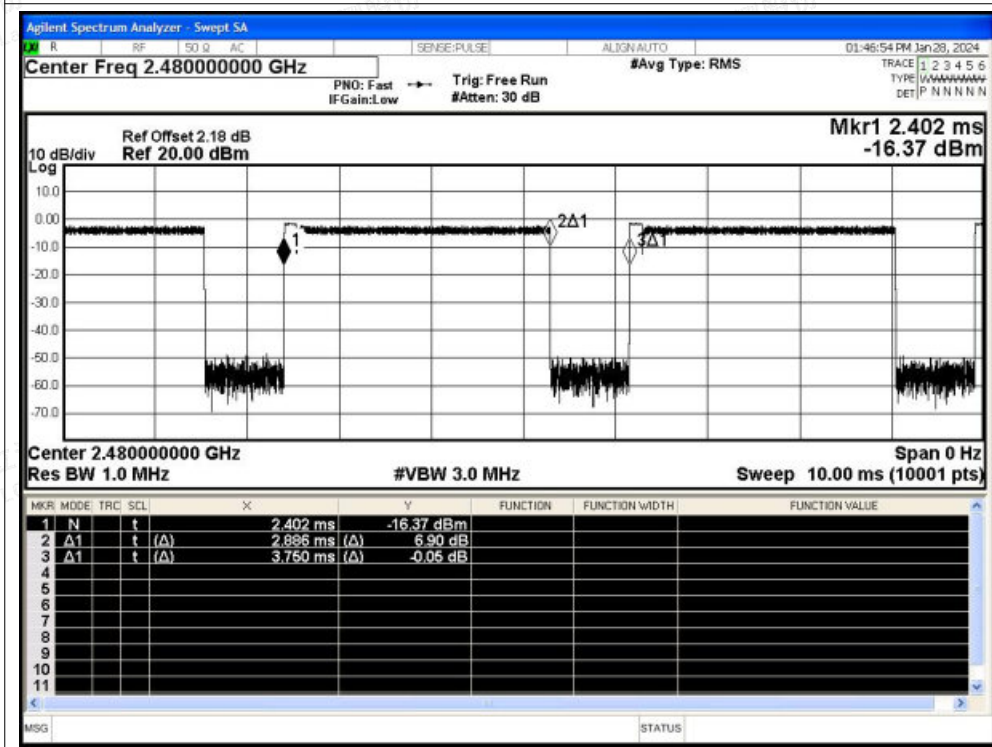 Agilent Spectrum Analyzer - Swept SA
LXI R RF 50 Ω AC SENSE:PULSE ALIGN AUTO 01:46:54 PM Jan 28, 2024
Center Freq 2.480000000 GHz #Avg Type: RMS TRACE 1 2 3 4 5 6
PNO: Fast Trig: Free Run TYPE WWWWWW
IFGain:Low #Atten: 30 dB DET P N N N N N
Mkr1 2.402 ms
Ref Offset 2.18 dB
10 dB/div Ref 20.00 dBm -16.37 dBm
Log
10.0
0.00
2Δ1
1
3Δ1
-10.0
-20.0
-30.0
-40.0
-50.0
-60.0
-70.0
Center 2.480000000 GHz Span 0 Hz
Res BW 1.0 MHz #VBW 3.0 MHz Sweep 10.00 ms (10001 pts)
MKR MODE TRC SCL X Y FUNCTION FUNCTION WIDTH FUNCTION VALUE
1 N t 2.402 ms -16.37 dBm
2 Δ1 t (Δ) 2.886 ms (Δ) 6.90 dB
3 Δ1 t (Δ) 3.750 ms (Δ) -0.05 dB
4
5
6
7
8
9
10
11
MSG STATUS